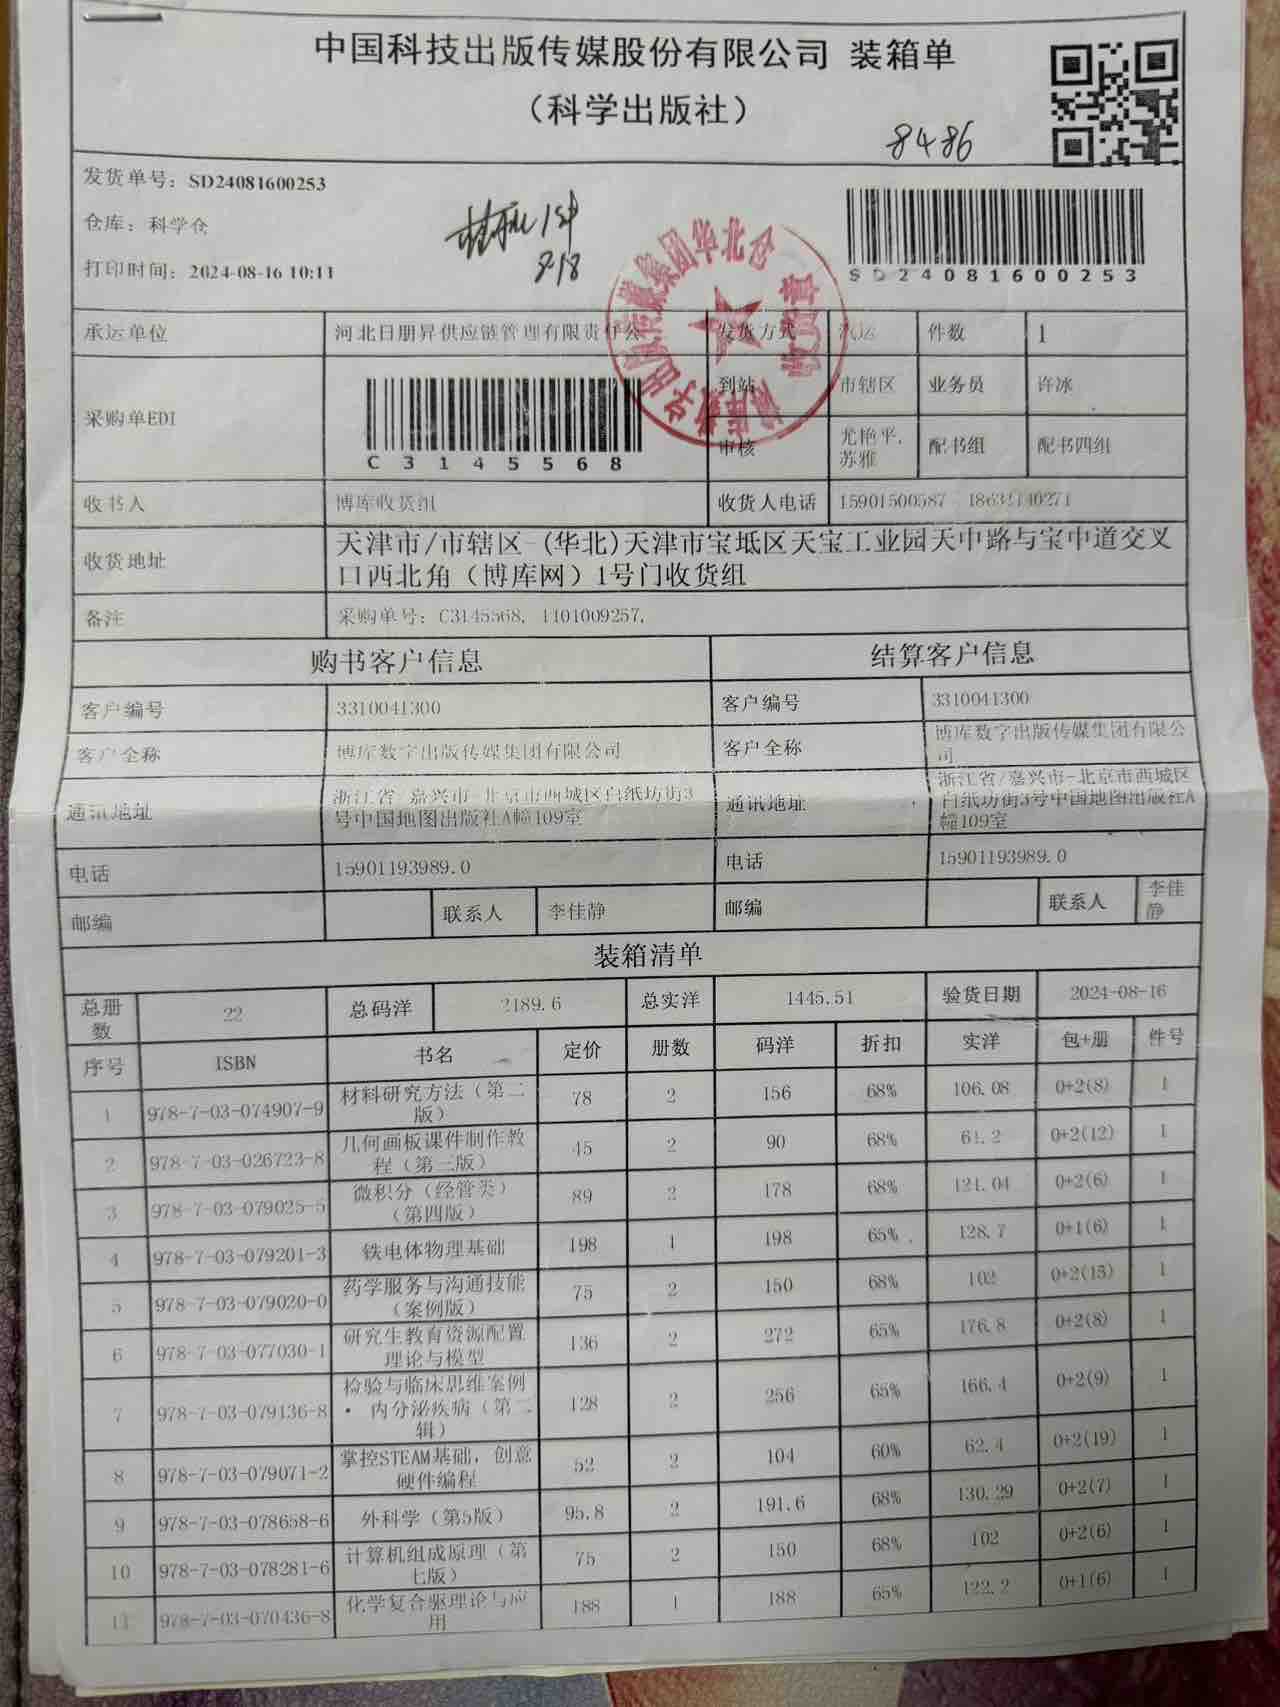 中国科技出版传媒股份有限公司 装箱单
（科学出版社）
8486
发货单号：SD24081600253
仓库：科学仓
打印时间：2024-08-16 10:11
9-18
SD24081600253
承运单位 河北日朋昇供应链管理有限责任公 发货方式 汽运 件数 1
采购单EDI C3145568 到站 市辖区 业务员 许冰
审核 尤艳平,苏雅 配书组 配书四组
收书人 博库收货组 收货人电话 15901500587
收货地址 天津市/市辖区-(华北)天津市宝坻区天宝工业园天中路与宝中道交叉
口西北角（博库网）1号门收货组
备注 采购单号：C3145568, 1101009257,
购书客户信息 结算客户信息
客户编号 3310041300 客户编号 3310041300
客户全称 博库数字出版传媒集团有限公司 客户全称 博库数字出版传媒集团有限公司
通讯地址 浙江省/嘉兴市-北京市西城区白纸坊街3号中国地图出版社A幢109室 通讯地址 浙江省/嘉兴市-北京市西城区白纸坊街3号中国地图出版社A幢109室
电话 15901193989.0 电话 15901193989.0
邮编 联系人 李佳静 邮编 联系人 李佳静
装箱清单
总册数 22 总码洋 2189.6 总实洋 1445.51 验货日期 2024-08-16
序号 ISBN 书名 定价 册数 码洋 折扣 实洋 包+册 件号
1 978-7-03-074907-9 材料研究方法（第二版） 78 2 156 68% 106.08 0+2(8) 1
2 978-7-03-026723-8 几何画板课件制作教程（第三版） 45 2 90 68% 61.2 0+2(12) 1
3 978-7-03-079025-5 微积分（经管类）（第四版） 89 2 178 68% 121.04 0+2(6) 1
4 978-7-03-079201-3 铁电体物理基础 198 1 198 65% 128.7 0+1(6) 1
5 978-7-03-079020-0 药学服务与沟通技能（案例版） 75 2 150 68% 102 0+2(15) 1
6 978-7-03-077030-1 研究生教育资源配置理论与模型 136 2 272 65% 176.8 0+2(8) 1
7 978-7-03-079136-8 检验与临床思维案例·内分泌疾病（第二辑） 128 2 256 65% 166.4 0+2(9) 1
8 978-7-03-079071-2 掌控STEAM基础，创意硬件编程 52 2 104 60% 62.4 0+2(19) 1
9 978-7-03-078658-6 外科学（第5版） 95.8 2 191.6 68% 130.29 0+2(7) 1
10 978-7-03-078281-6 计算机组成原理（第七版） 75 2 150 68% 102 0+2(6) 1
11 978-7-03-070436-8 化学复合驱理论与应用 188 1 188 65% 122.2 0+1(6) 1